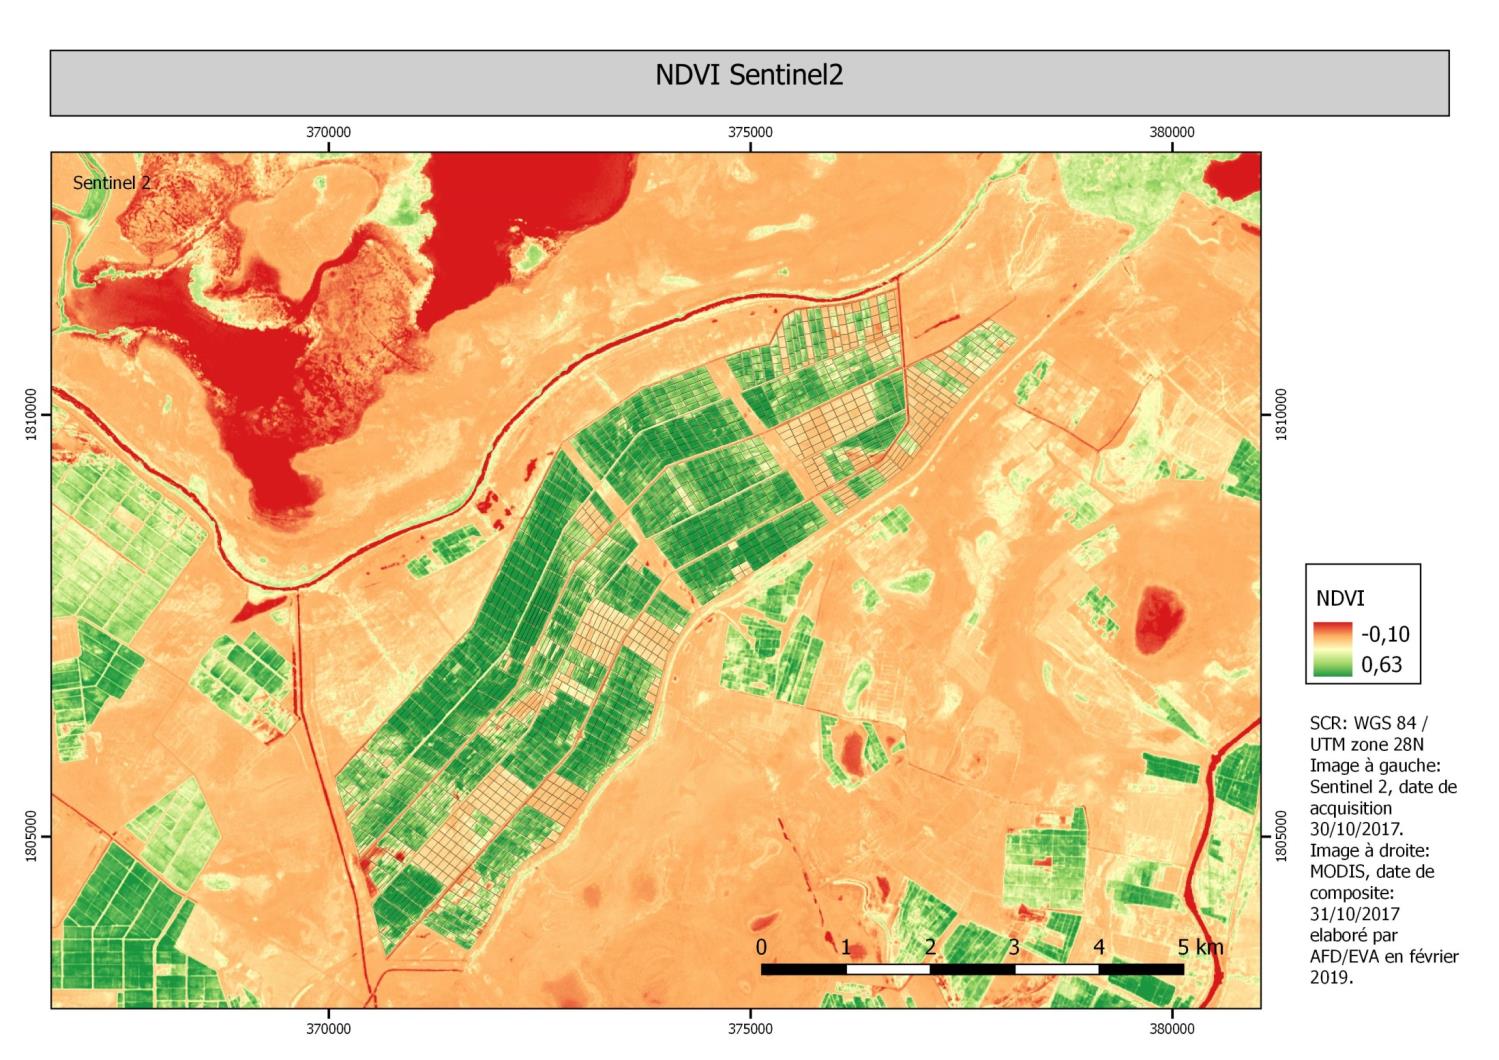 NDVI Sentinel2
370000
375000
380000
Sentinel 2
1810000
1810000
NDVI
-0,10
0,63
SCR: WGS 84 /
UTM zone 28N
Image à gauche:
Sentinel 2, date de
acquisition
30/10/2017.
Image à droite:
MODIS, date de
composite:
31/10/2017
elaboré par
AFD/EVA en février
2019.
1805000
1805000
0
1
2
3
4
5 km
370000
375000
380000